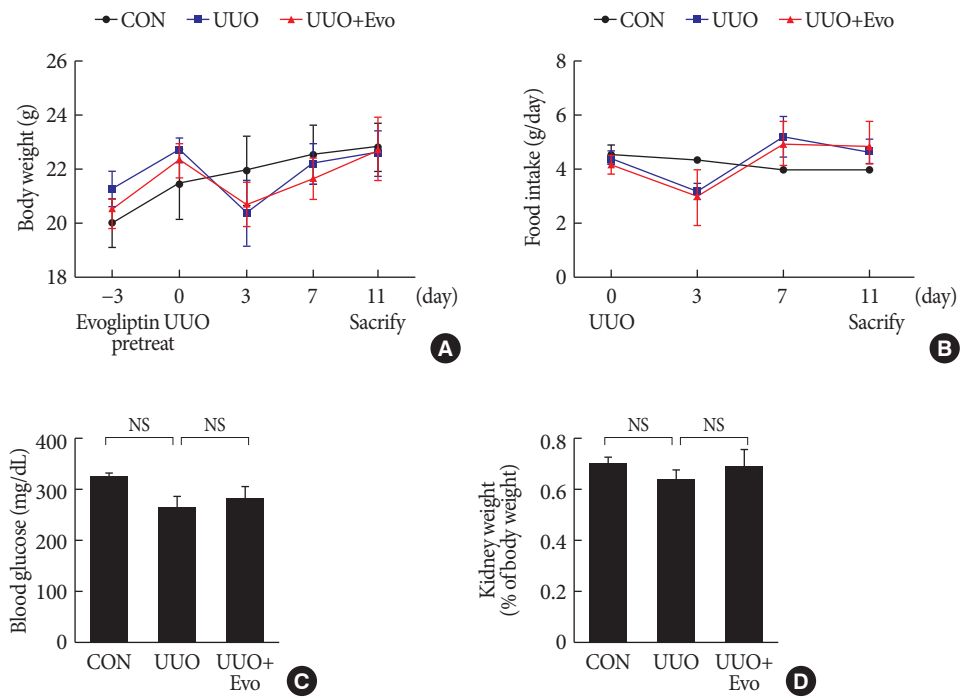 CON UUO UUO+Evo
Body weight (g)
26
24
22
20
18
−3 0 3 7 11 (day)
Evogliptin UUO Sacrify
pretreat
A
CON UUO UUO+Evo
Food intake (g/day)
8
6
4
2
0
0 3 7 11 (day)
UUO Sacrify
B
NS NS
Blood glucose (mg/dL)
400
300
200
100
0
CON UUO UUO+
Evo
C
NS NS
Kidney weight
(% of body weight)
0.8
0.6
0.4
0.2
0
CON UUO UUO+
Evo
D